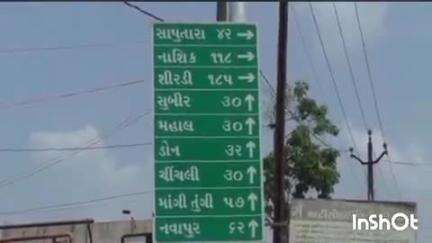 સાપુતારા ૪૨ →
નાશિક ૧૧૮ →
શીરડી ૧૮૫ →
સુબીર ૩૦ ↑
મહાલ ૩૦ ↑
ડોન ૩૨ ↑
ચીંચલી ૩૦ ↑
માંગી તુંગી ૫૭ ↑
નવાપુર ૬૨ ↑
InShOt